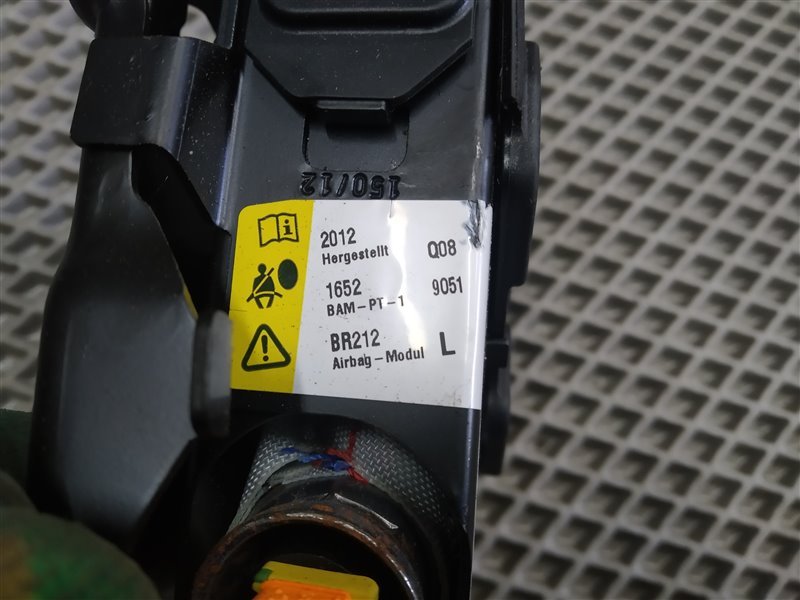 150/12
2012 Q08
Hergestellt
1652 9051
BAM-PT-1
BR212 L
Airbag-Modul